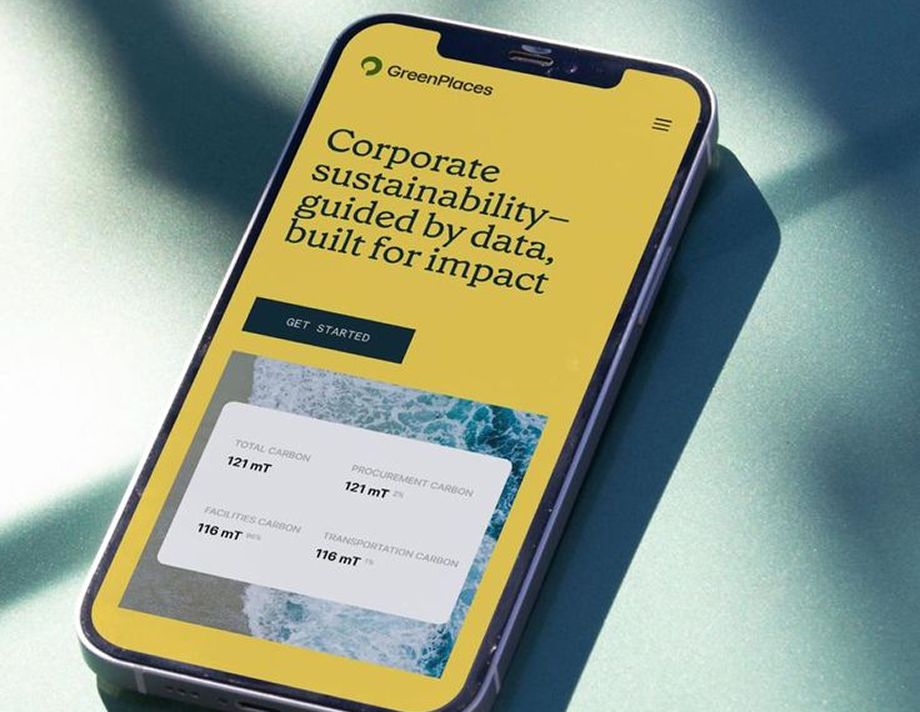 GreenPlaces
Corporate
sustainability—
guided by data,
built for impact
GET STARTED
TOTAL CARBON
121 mT
PROCUREMENT CARBON
121 mT 2%
FACILITIES CARBON
116 mT 96%
TRANSPORTATION CARBON
116 mT 1%